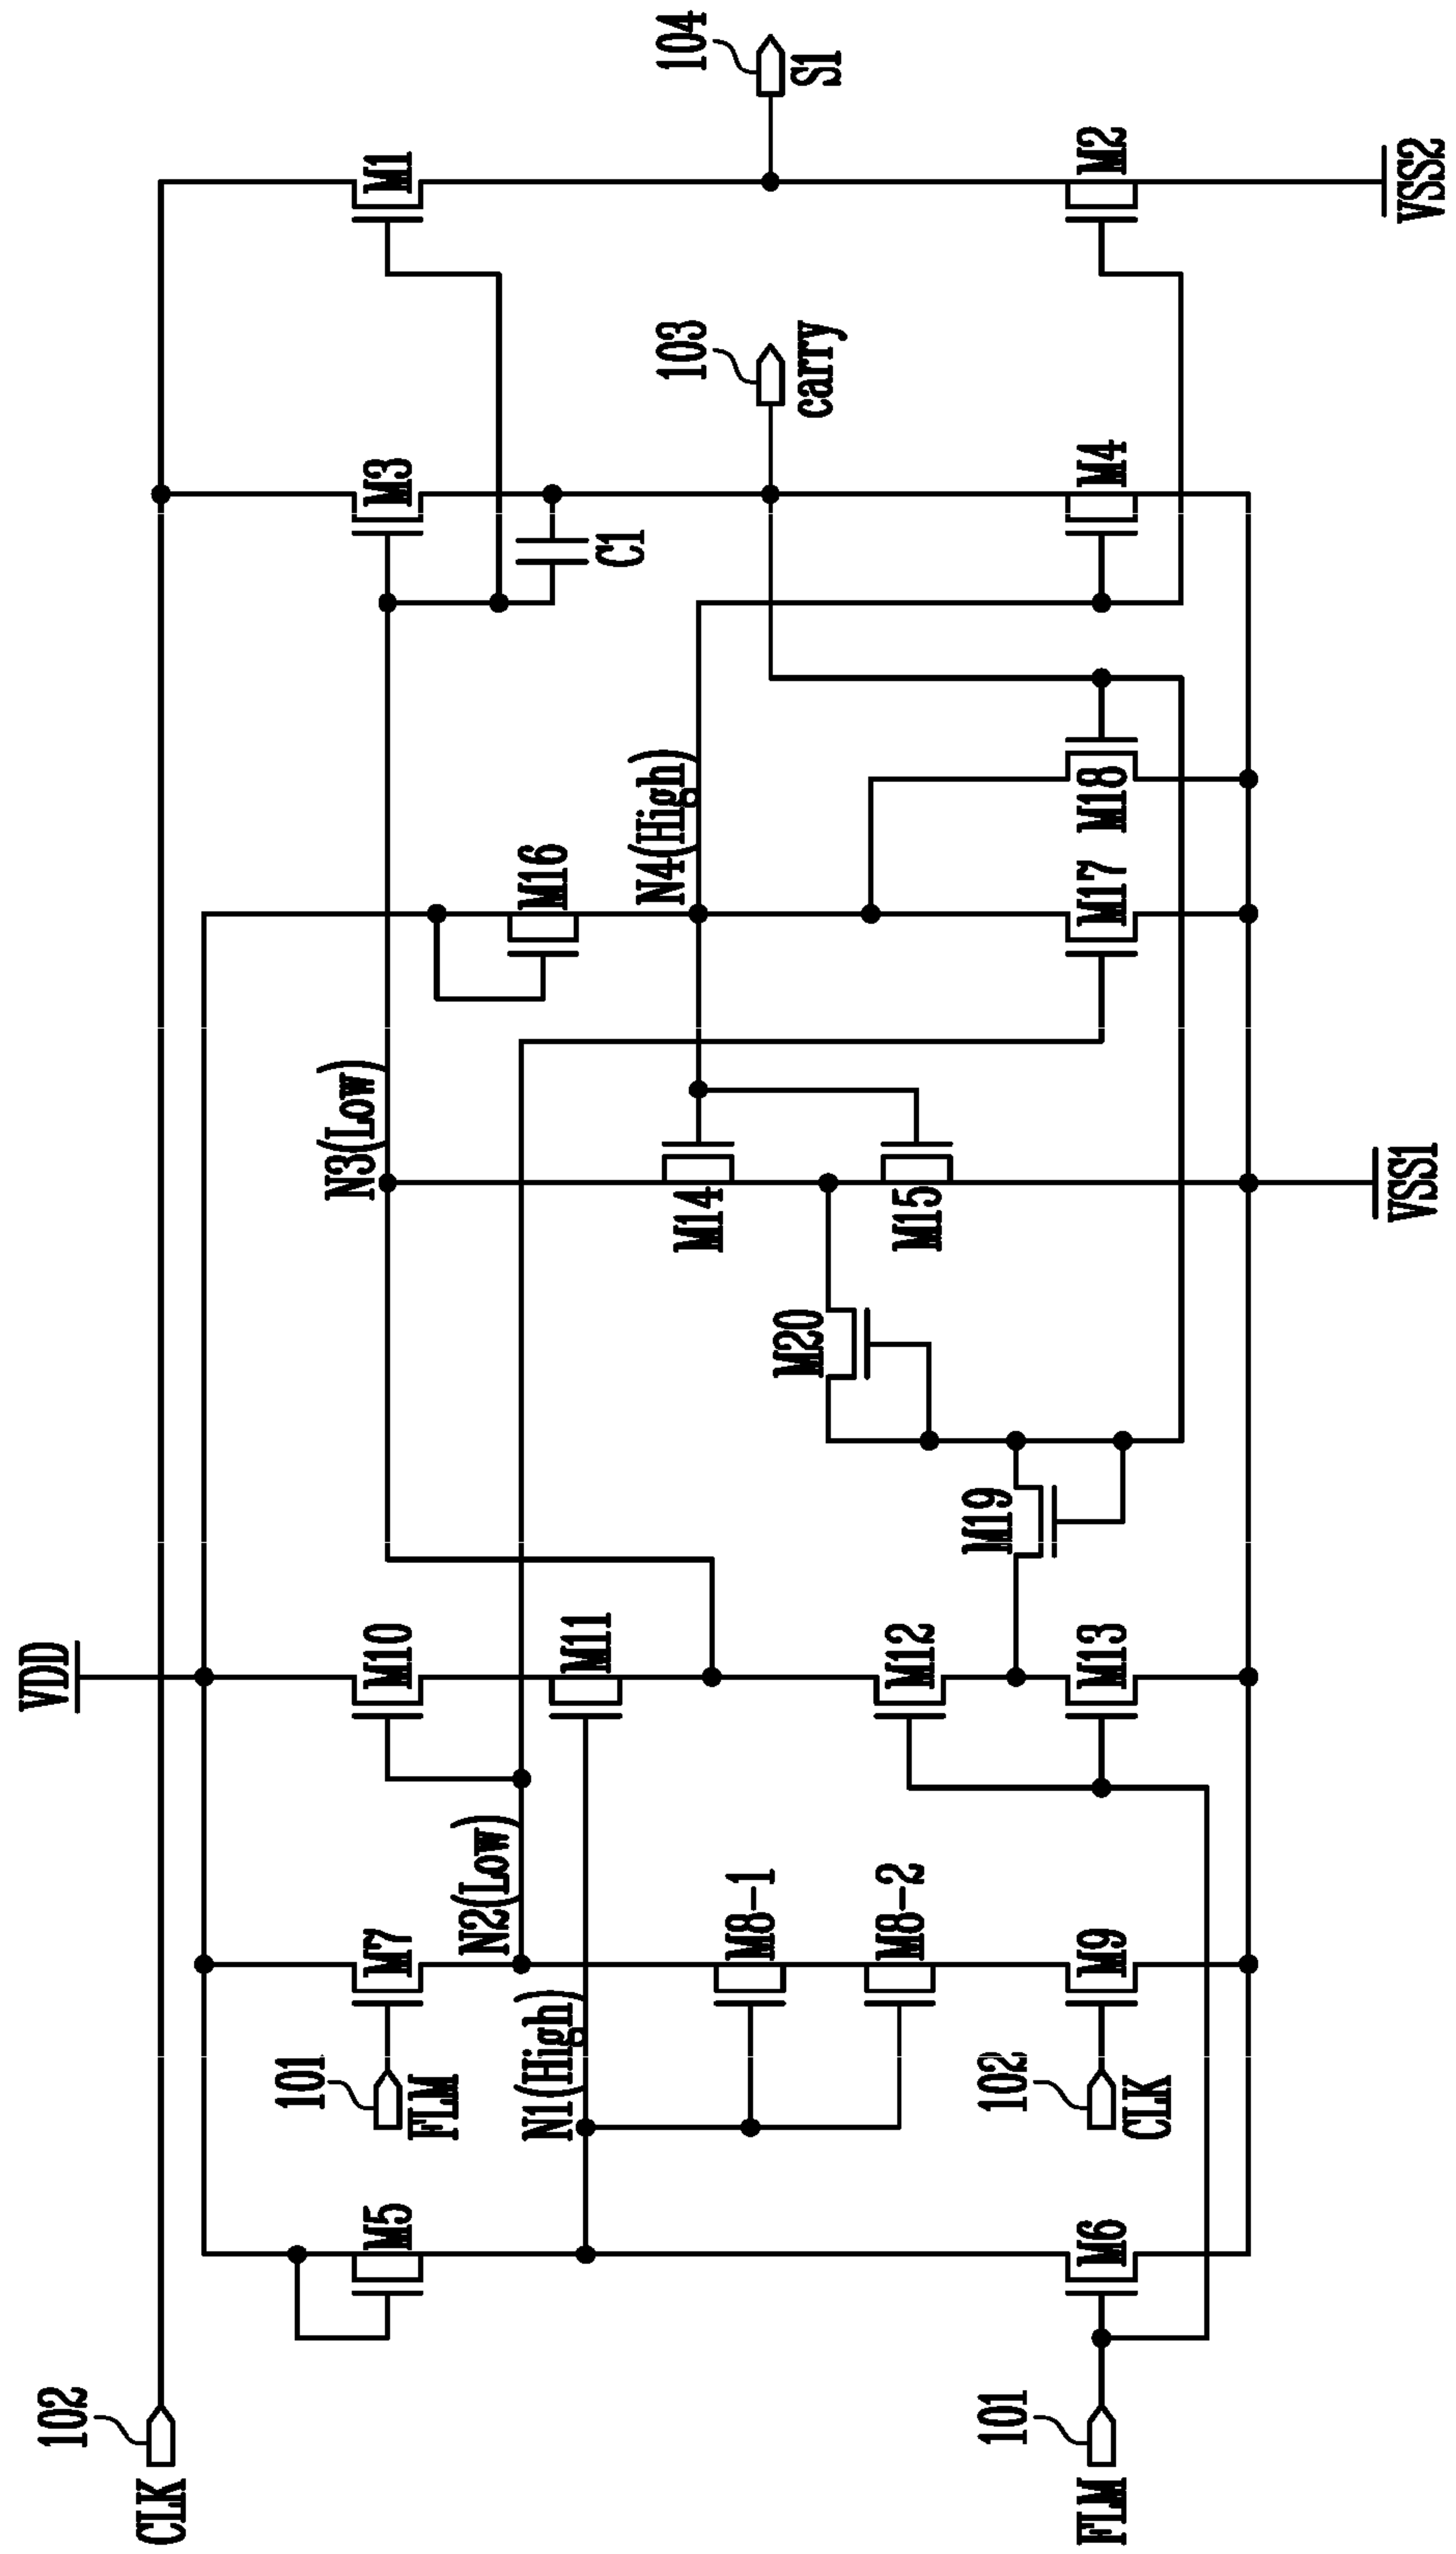 104
S1
M1
M2
VSS2
103
carry
M3
C1
M4
M18
M16
N4(High)
M17
N3(Low)
M14
M15
VSS1
M20
M19
VDD
M10
M11
M12
M13
N2(Low)
M7
M8-1
M8-2
M9
101
FLM
N1(High)
102
CLK
M5
M6
102
CLK
101
FLM